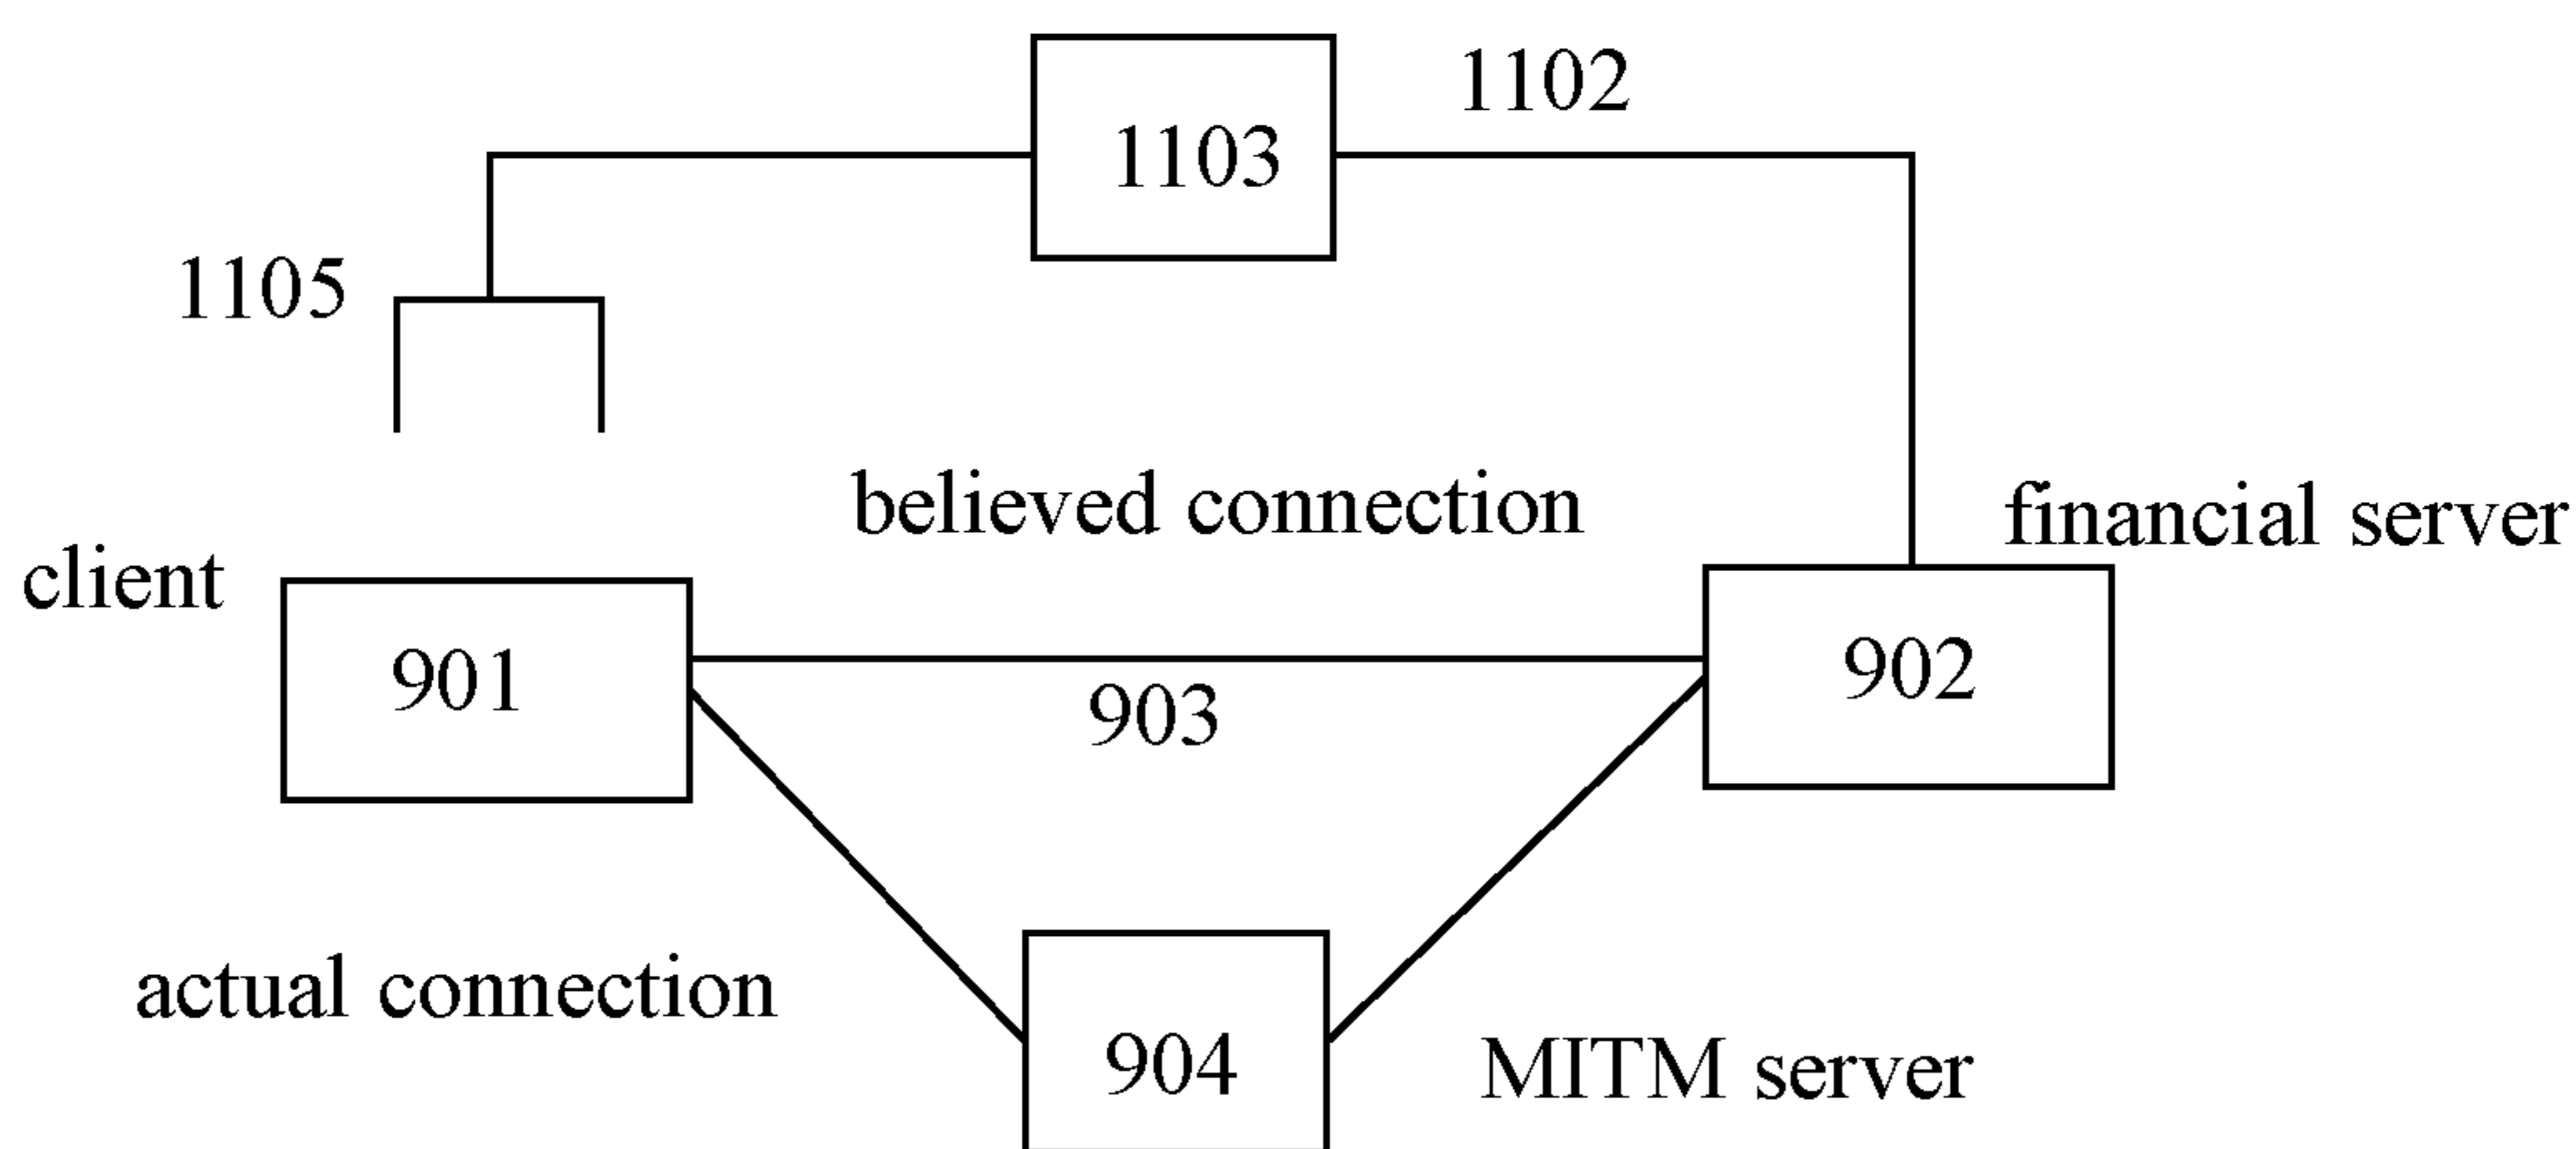 1102
1103
1105
believed connection
financial server
client
901
902
903
actual connection
904
MITM server